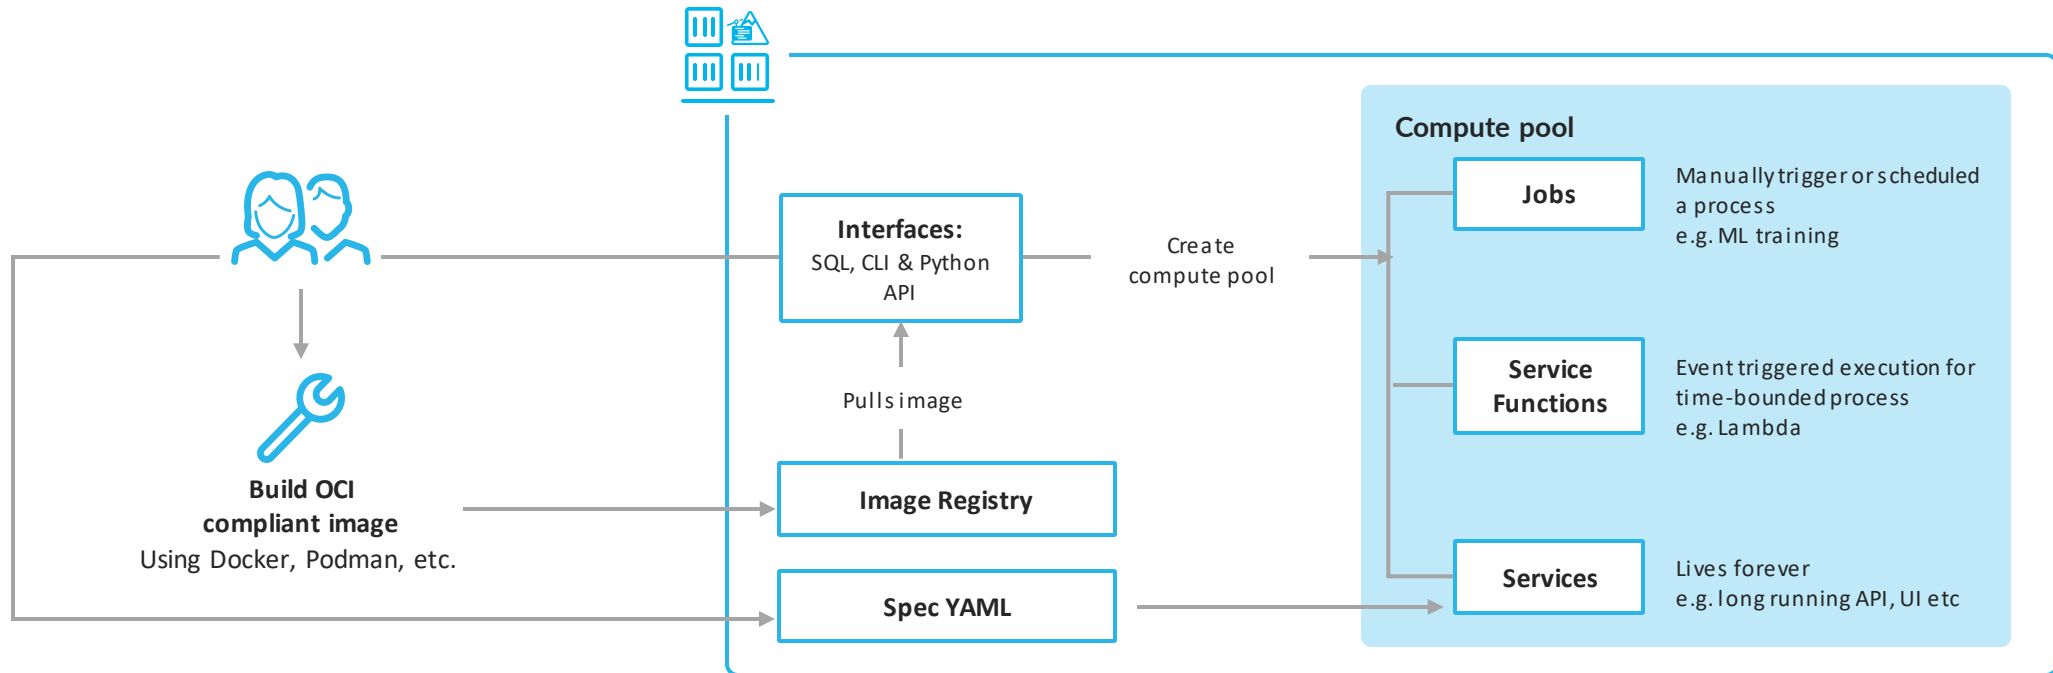 Compute pool
Jobs
Manually trigger or scheduled
a process
e.g. ML training
Interfaces:
SQL, CLI & Python
API
Create
compute pool
Service
Functions
Event triggered execution for
time-bounded process
e.g. Lambda
Pulls image
Build OCI
compliant image
Using Docker, Podman, etc.
Image Registry
Services
Lives forever
e.g. long running API, UI etc
Spec YAML